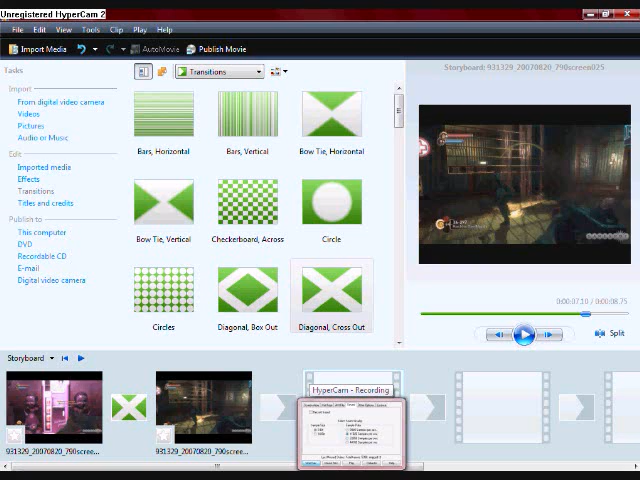 Unregistered HyperCam 2
File Edit View Tools Clip Play Help
Import Media AutoMovie Publish Movie
Tasks
Transitions
Storyboard: 931329_20070820_790screen025
Import
From digital video camera
Videos
Pictures
Audio or Music
Edit
Imported media
Effects
Transitions
Titles and credits
Publish to
This computer
DVD
Recordable CD
E-mail
Digital video camera
Bars, Horizontal
Bars, Vertical
Bow Tie, Horizontal
Bow Tie, Vertical
Checkerboard, Across
Circle
Circles
Diagonal, Box Out
Diagonal, Cross Out
0:00:07.10 / 0:00:08.75
Split
Storyboard
HyperCam - Recording
931329_20070820_790scree...
931329_20070820_790scree...